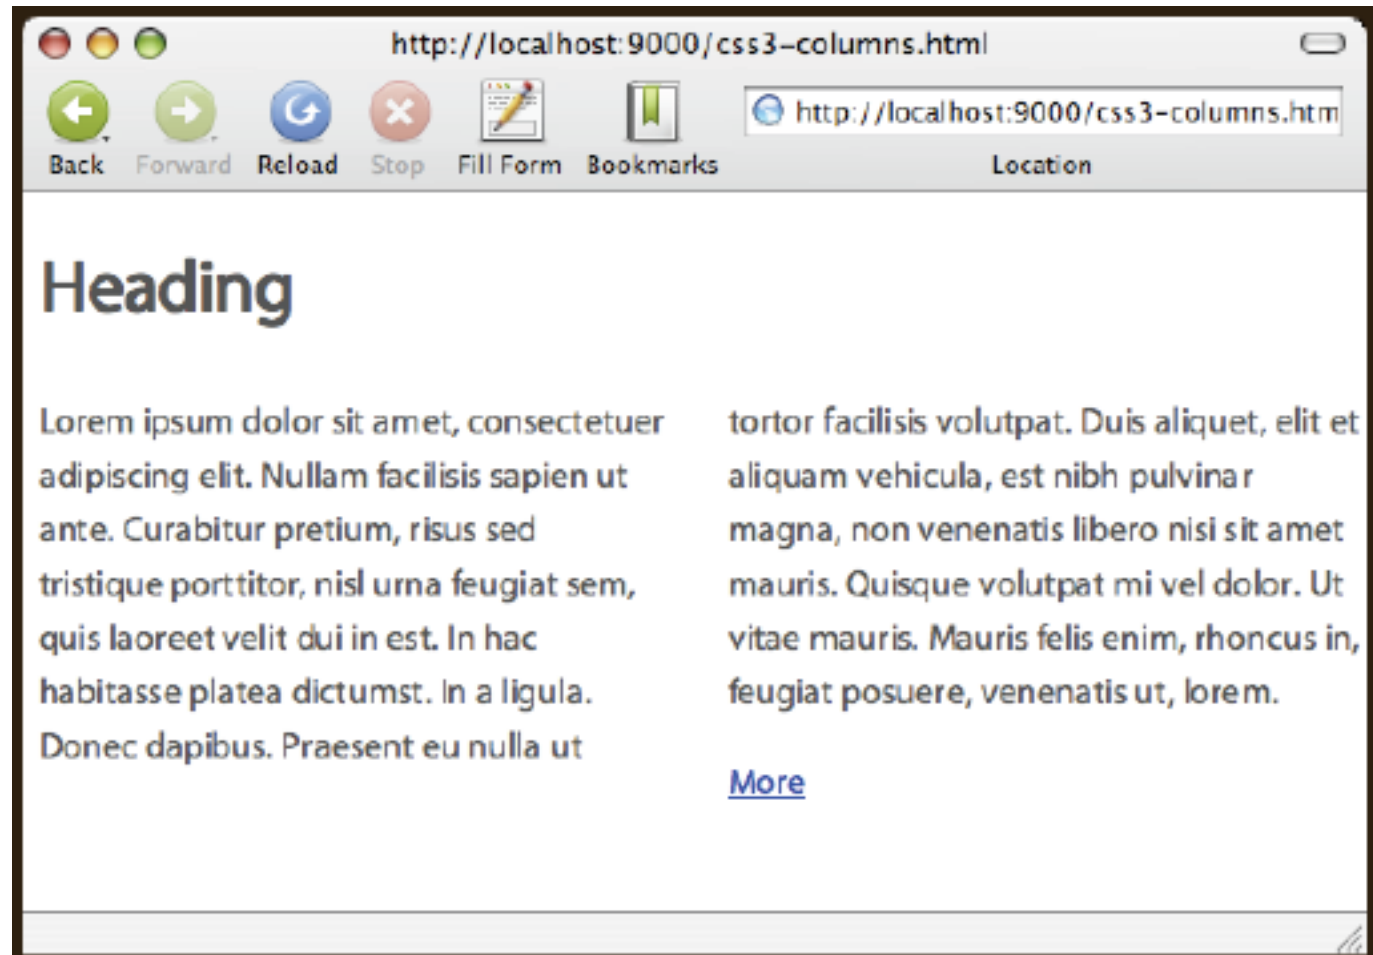 http://localhost:9000/css3-columns.html
http://localhost:9000/css3-columns.htm
Back Forward Reload Stop Fill Form Bookmarks Location
Heading
Lorem ipsum dolor sit amet, consectetuer
adipiscing elit. Nullam facilisis sapien ut
ante. Curabitur pretium, risus sed
tristique porttitor, nisl urna feugiat sem,
quis laoreet velit dui in est. In hac
habitasse platea dictumst. In a ligula.
Donec dapibus. Praesent eu nulla ut
tortor facilisis volutpat. Duis aliquet, elit et
aliquam vehicula, est nibh pulvinar
magna, non venenatis libero nisi sit amet
mauris. Quisque volutpat mi vel dolor. Ut
vitae mauris. Mauris felis enim, rhoncus in,
feugiat posuere, venenatis ut, lorem.
More